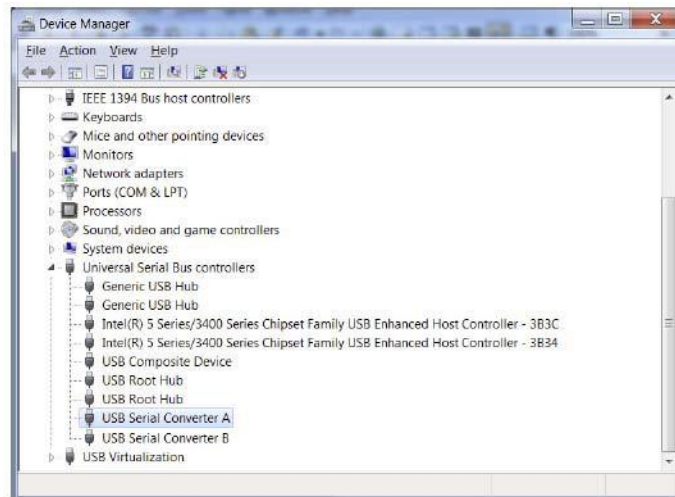 Device Manager
File Action View Help
IEEE 1394 Bus host controllers
Keyboards
Mice and other pointing devices
Monitors
Network adapters
Ports (COM & LPT)
Processors
Sound, video and game controllers
System devices
Universal Serial Bus controllers
Generic USB Hub
Generic USB Hub
Intel(R) 5 Series/3400 Series Chipset Family USB Enhanced Host Controller - 3B3C
Intel(R) 5 Series/3400 Series Chipset Family USB Enhanced Host Controller - 3B34
USB Composite Device
USB Root Hub
USB Root Hub
USB Serial Converter A
USB Serial Converter B
USB Virtualization